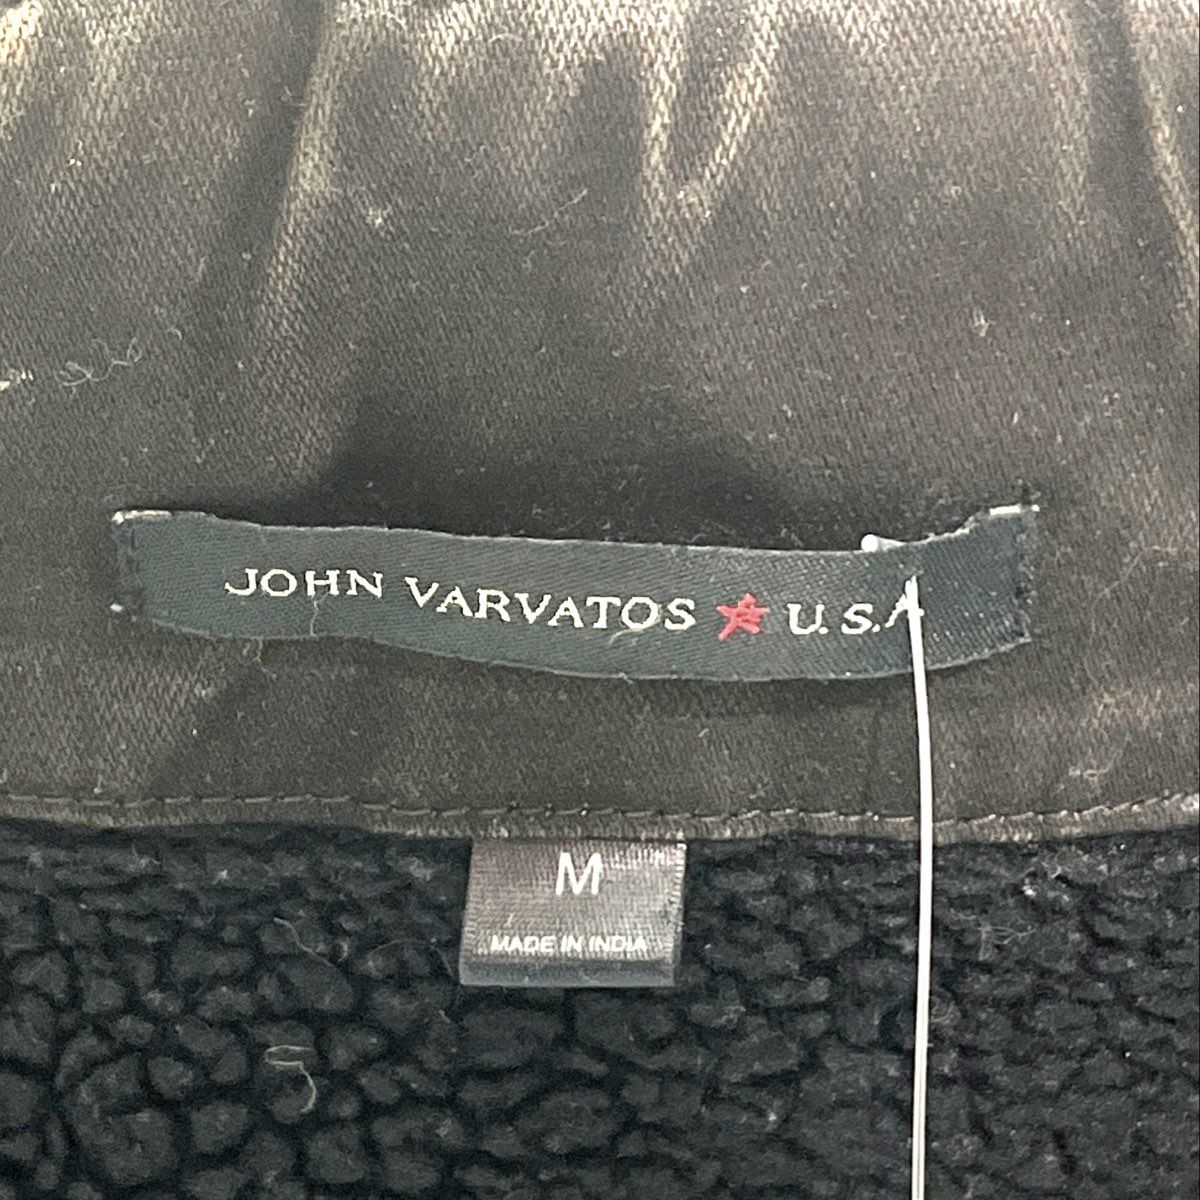 JOHN VARVATOS ★ U.S.A
M
MADE IN INDIA